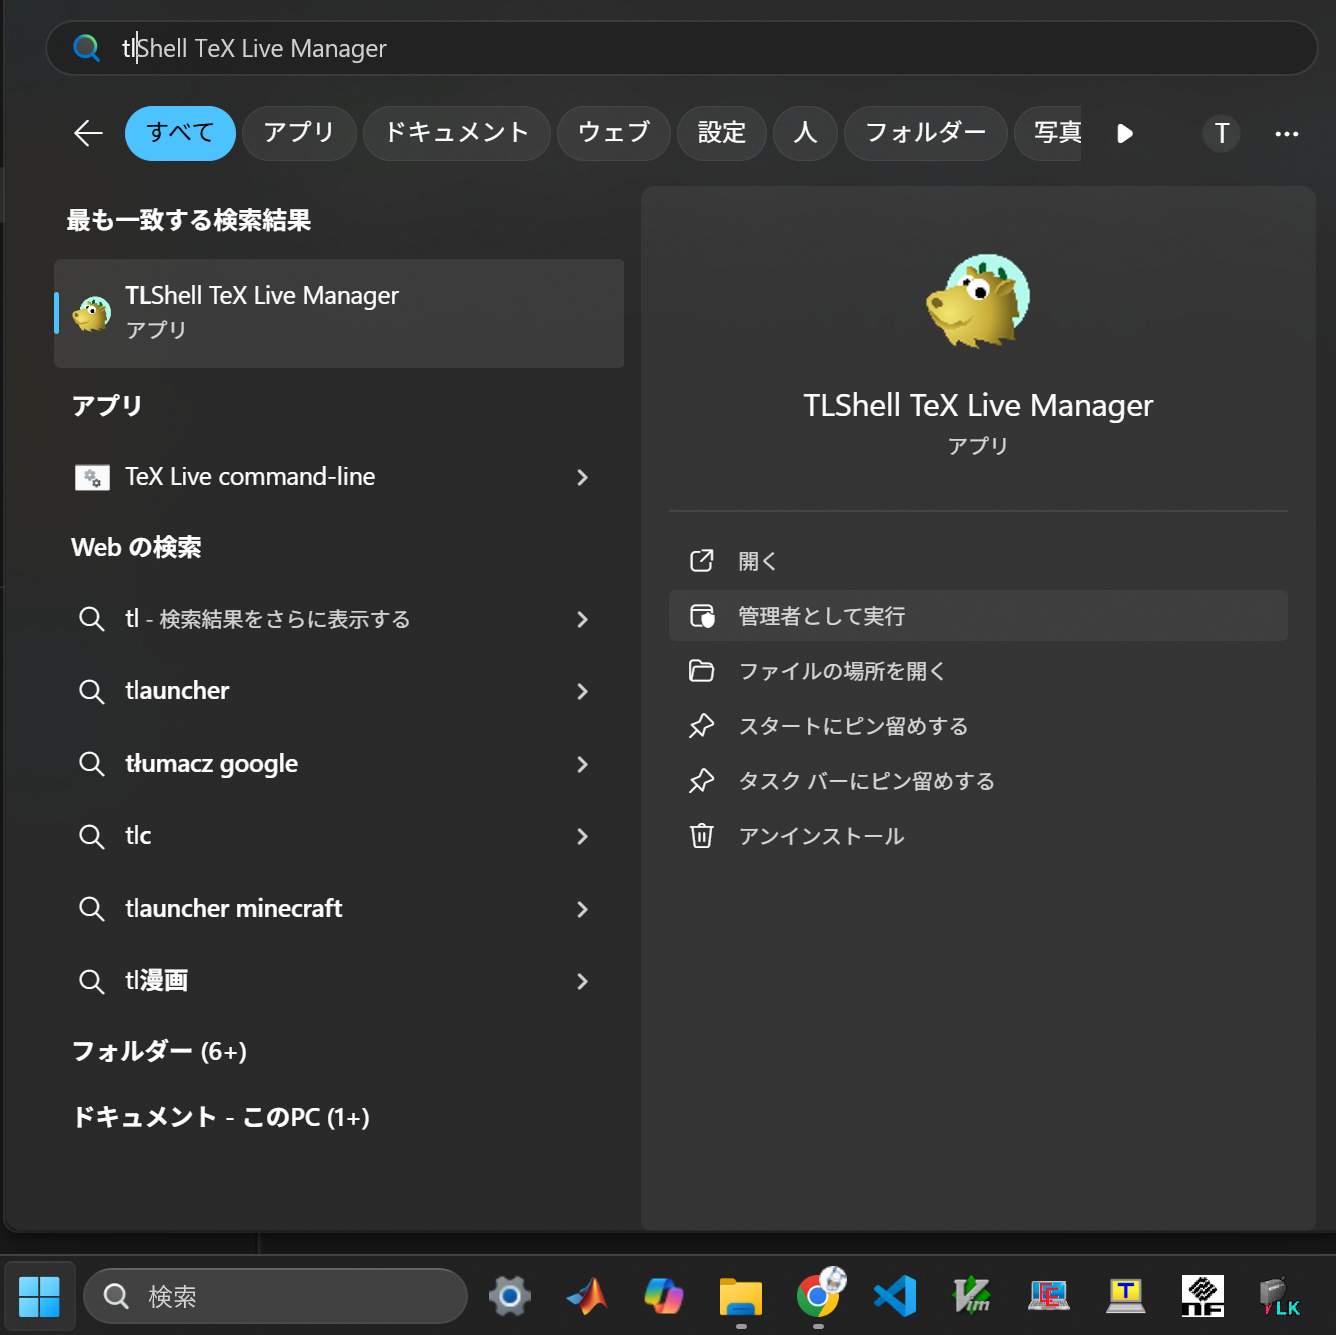 tlShell TeX Live Manager
すべて
アプリ
ドキュメント
ウェブ
設定
人
フォルダー
写真
T
最も一致する検索結果
TLShell TeX Live Manager
アプリ
アプリ
TeX Live command-line
Web の検索
tl - 検索結果をさらに表示する
tlauncher
tłumacz google
tlc
tlauncher minecraft
tl漫画
フォルダー (6+)
ドキュメント - このPC (1+)
TLShell TeX Live Manager
アプリ
開く
管理者として実行
ファイルの場所を開く
スタートにピン留めする
タスク バーにピン留めする
アンインストール
検索
Vim
T
nF
LK